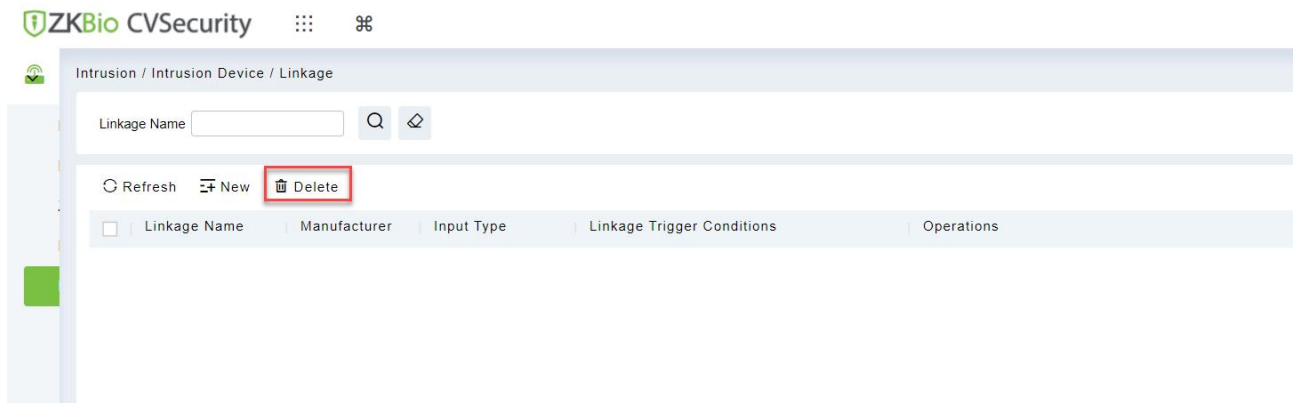 ZKBio CVSecurity
Intrusion / Intrusion Device / Linkage
Linkage Name
Refresh New Delete
Linkage Name Manufacturer Input Type Linkage Trigger Conditions Operations